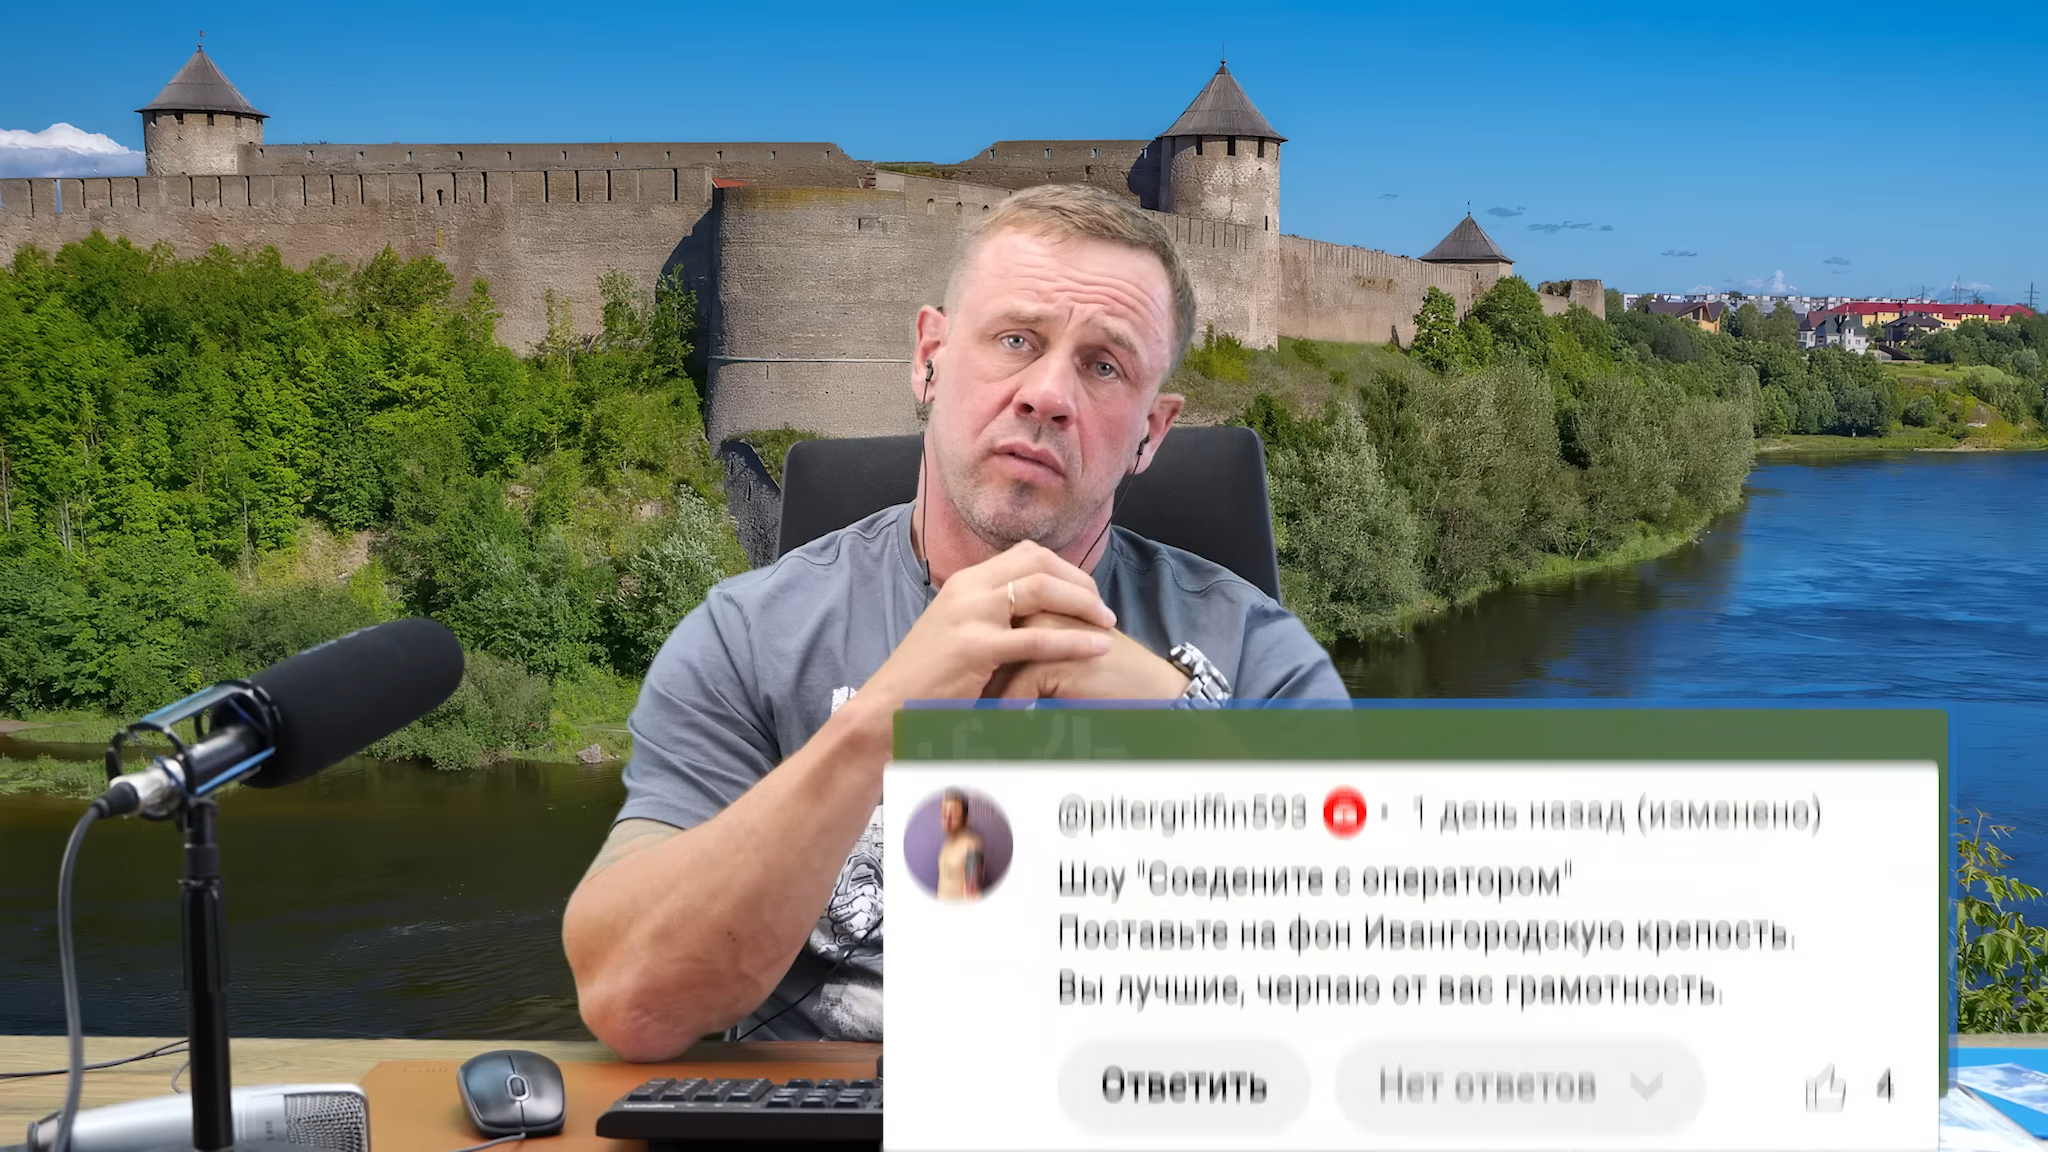 @pitergriffin593 · 1 день назад (изменено)
Шоу "Соедените с оператором"
Поставьте на фон Ивангородскую крепость.
Вы лучшие, черпаю от вас грамотность.
Ответить
Нет ответов
4